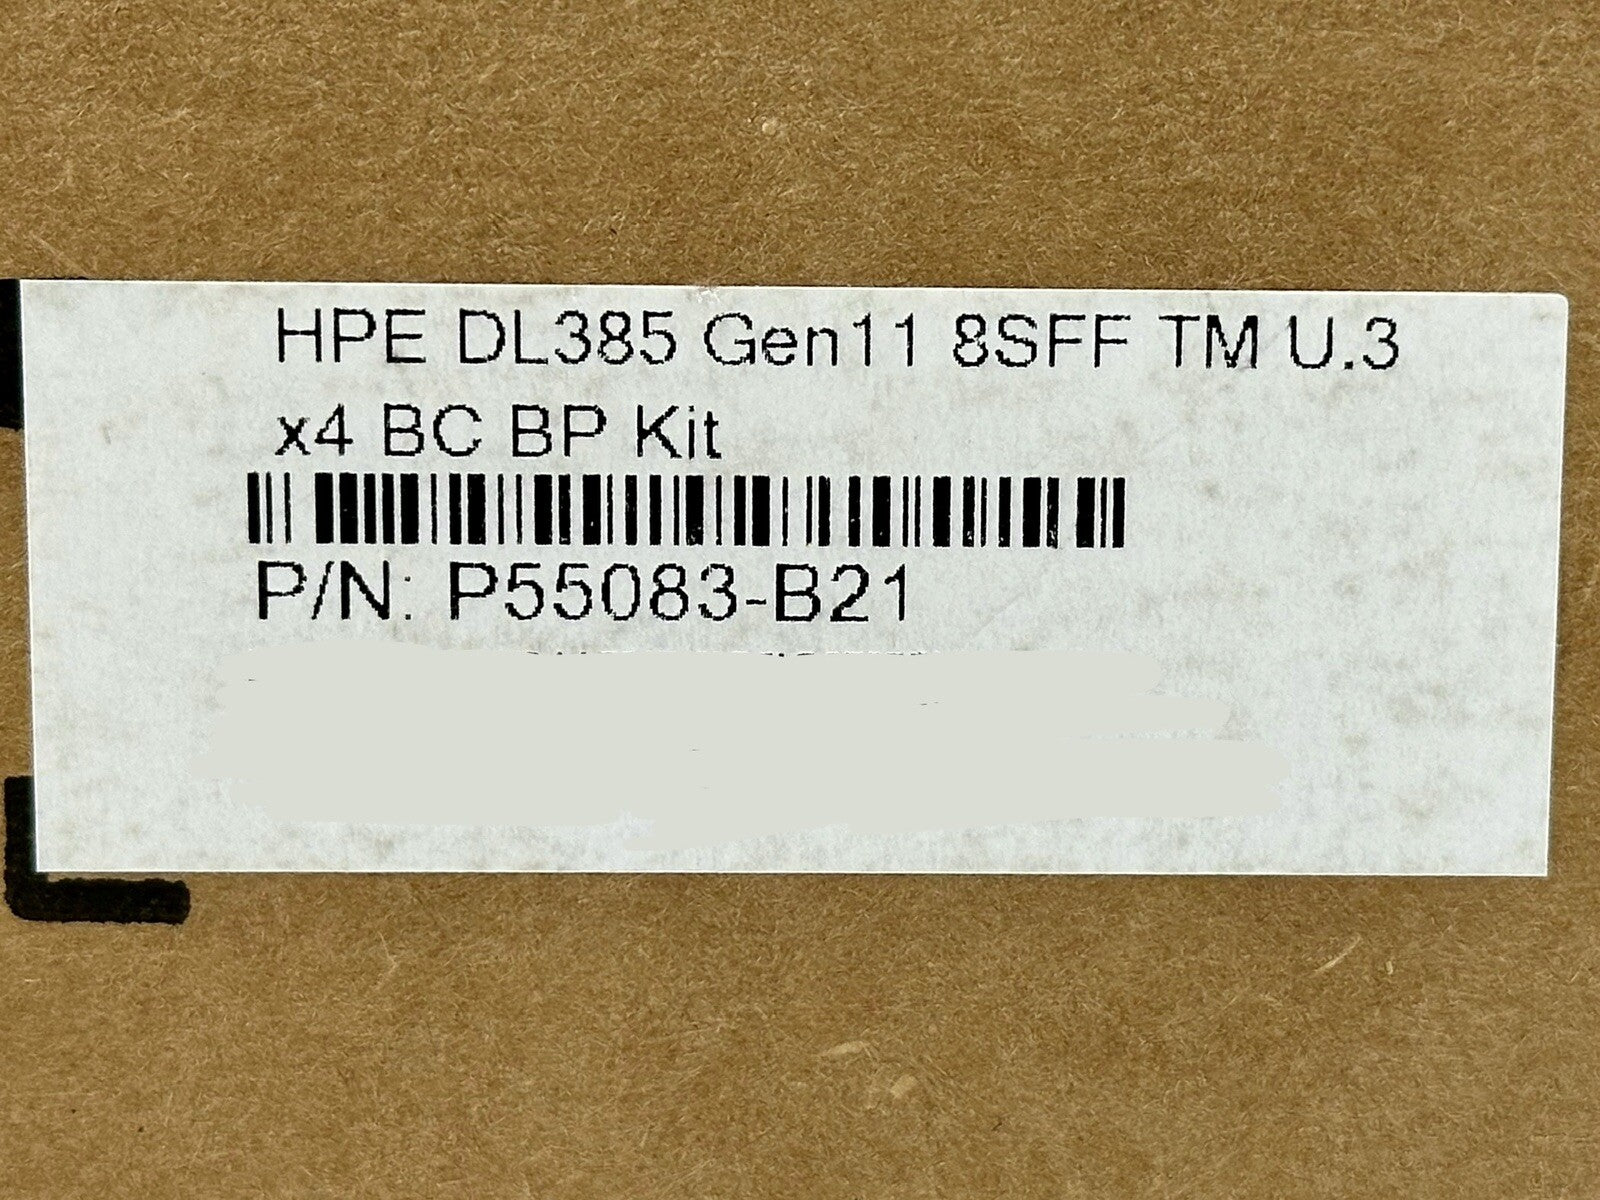 HPE DL385 Gen11 8SFF TM U.3
x4 BC BP Kit
P/N: P55083-B21